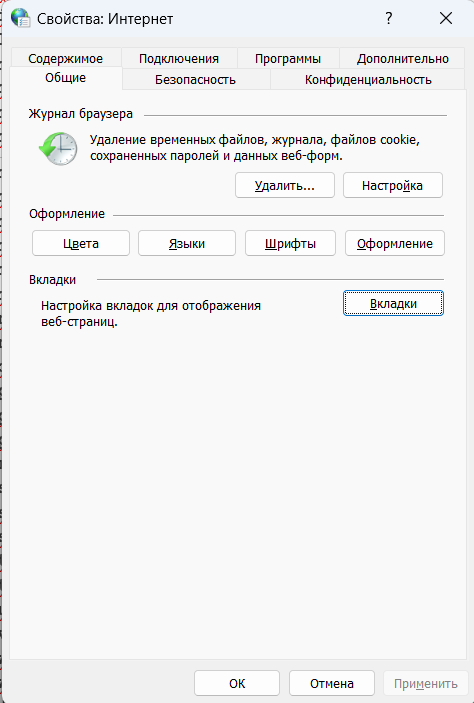 Свойства: Интернет
?
Содержимое
Подключения
Программы
Дополнительно
Общие
Безопасность
Конфиденциальность
Журнал браузера
Удаление временных файлов, журнала, файлов cookie,
сохраненных паролей и данных веб-форм.
Удалить...
Настройка
Оформление
Цвета
Языки
Шрифты
Оформление
Вкладки
Настройка вкладок для отображения
веб-страниц.
Вкладки
ОК
Отмена
Применить